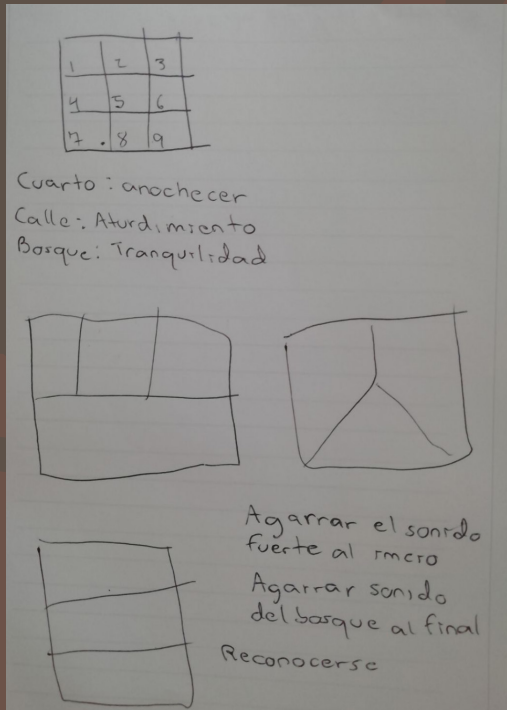 1 2 3
4 5 6
7 . 8 9
Cuarto: anochecer
Calle: Aturdimiento
Bosque: Tranquilidad
Agarrar el sonido
fuerte al
Agarrar sonido
del bosque al final
Reconocerse